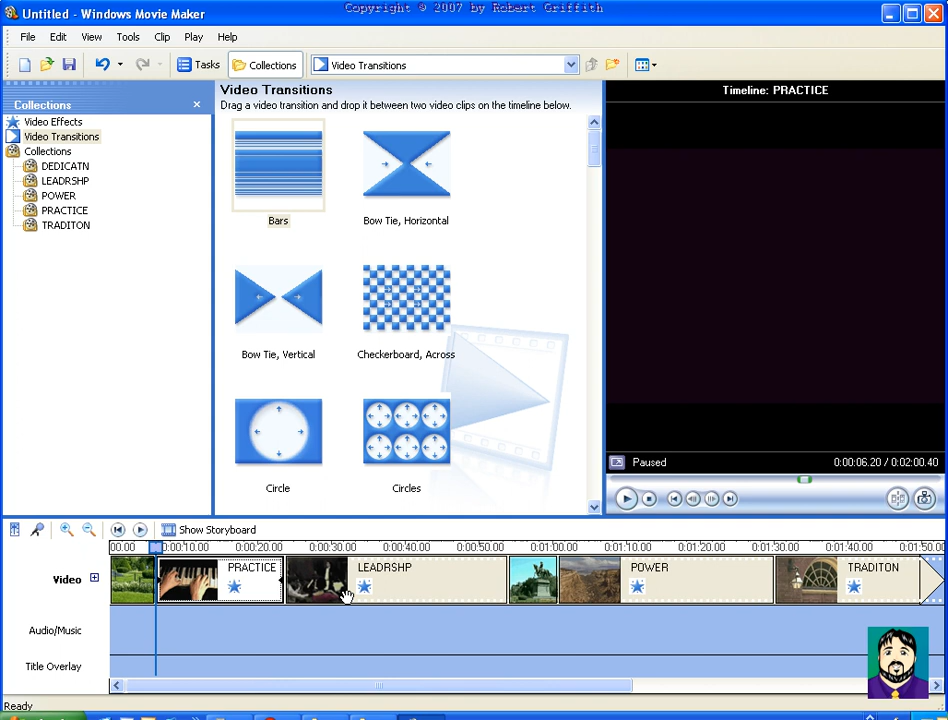 Untitled - Windows Movie Maker
Copyright © 2007 by Robert Griffith
File Edit View Tools Clip Play Help
Tasks Collections Video Transitions
Collections
Video Effects
Video Transitions
Collections
DEDICATN
LEADRSHP
POWER
PRACTICE
TRADITON
Video Transitions
Drag a video transition and drop it between two video clips on the timeline below.
Bars
Bow Tie, Horizontal
Bow Tie, Vertical
Checkerboard, Across
Circle
Circles
Timeline: PRACTICE
Paused
0:00:06.20 / 0:02:00.40
Show Storyboard
00.00 0:00:10.00 0:00:20.00 0:00:30.00 0:00:40.00 0:00:50.00 0:01:00.00 0:01:10.00 0:01:20.00 0:01:30.00 0:01:40.00 0:01:50.0
Video
PRACTICE
LEADRSHP
POWER
TRADITON
Audio/Music
Title Overlay
Ready